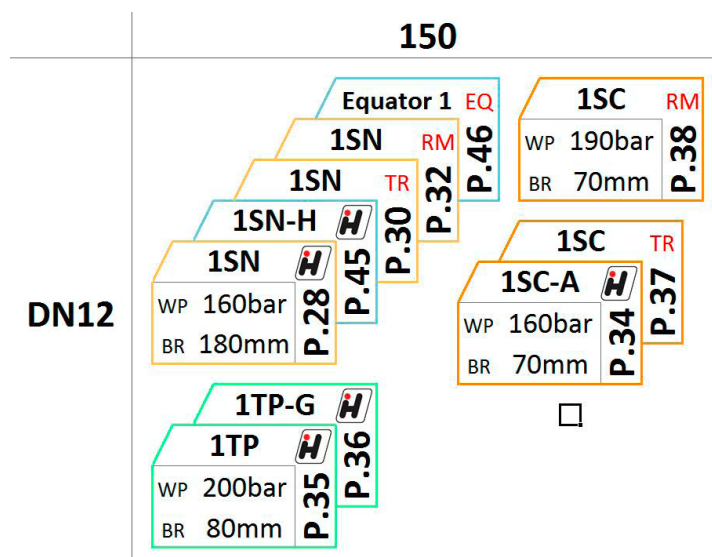 150
DN12
Equator 1 EQ
P.46
1SN RM
P.32
1SN TR
P.30
1SN-H H
P.45
1SN H
WP 160bar
BR 180mm
P.28
1SC RM
WP 190bar
BR 70mm
P.38
1SC TR
P.37
1SC-A H
WP 160bar
BR 70mm
P.34
1TP-G H
P.36
1TP H
WP 200bar
BR 80mm
P.35